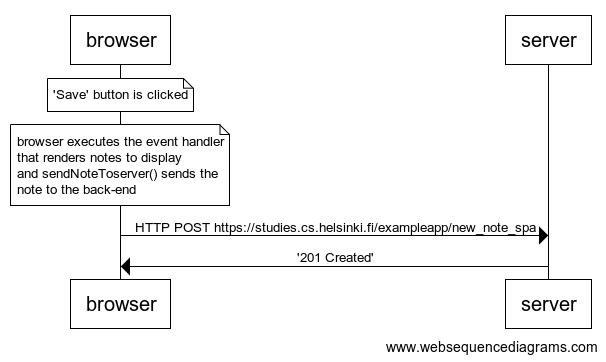 browser
server
'Save' button is clicked
browser executes the event handler
that renders notes to display
and sendNoteToserver() sends the
note to the back-end
HTTP POST https://studies.cs.helsinki.fi/exampleapp/new_note_spa
'201 Created'
browser
server
www.websequencediagrams.com